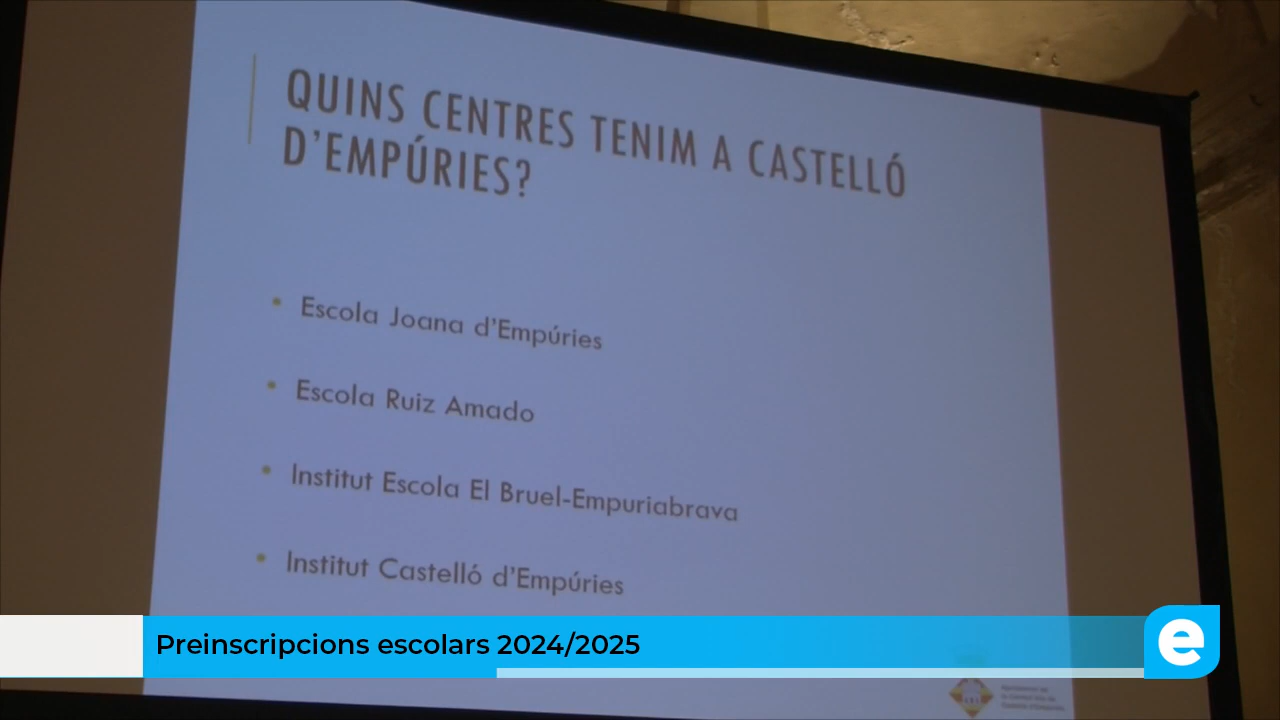 QUINS CENTRES TENIM A CASTELLÓ
D'EMPÚRIES?
• Escola Joana d'Empúries
• Escola Ruiz Amado
• Institut Escola El Bruel-Empuriabrava
• Institut Castelló d'Empúries
Preinscripcions escolars 2024/2025
e